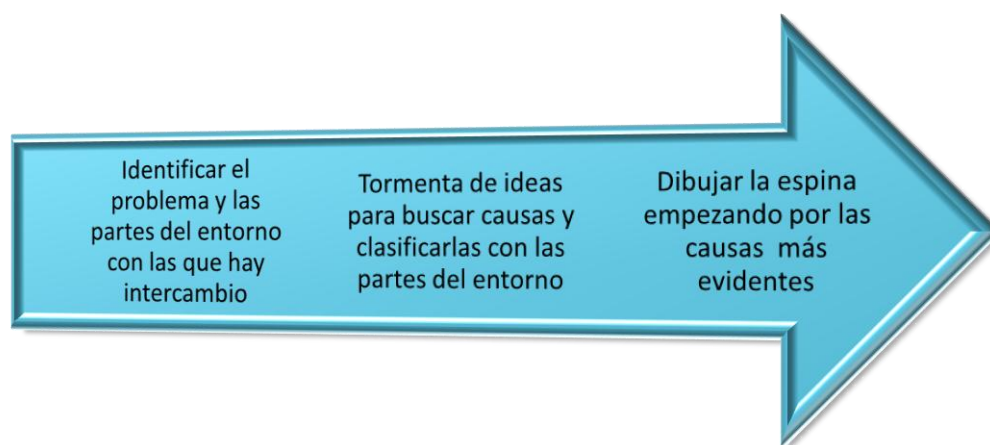 Identificar el
problema y las
partes del entorno
con las que hay
intercambio
Tormenta de ideas
para buscar causas y
clasificarlas con las
partes del entorno
Dibujar la espina
empezando por las
causas más
evidentes